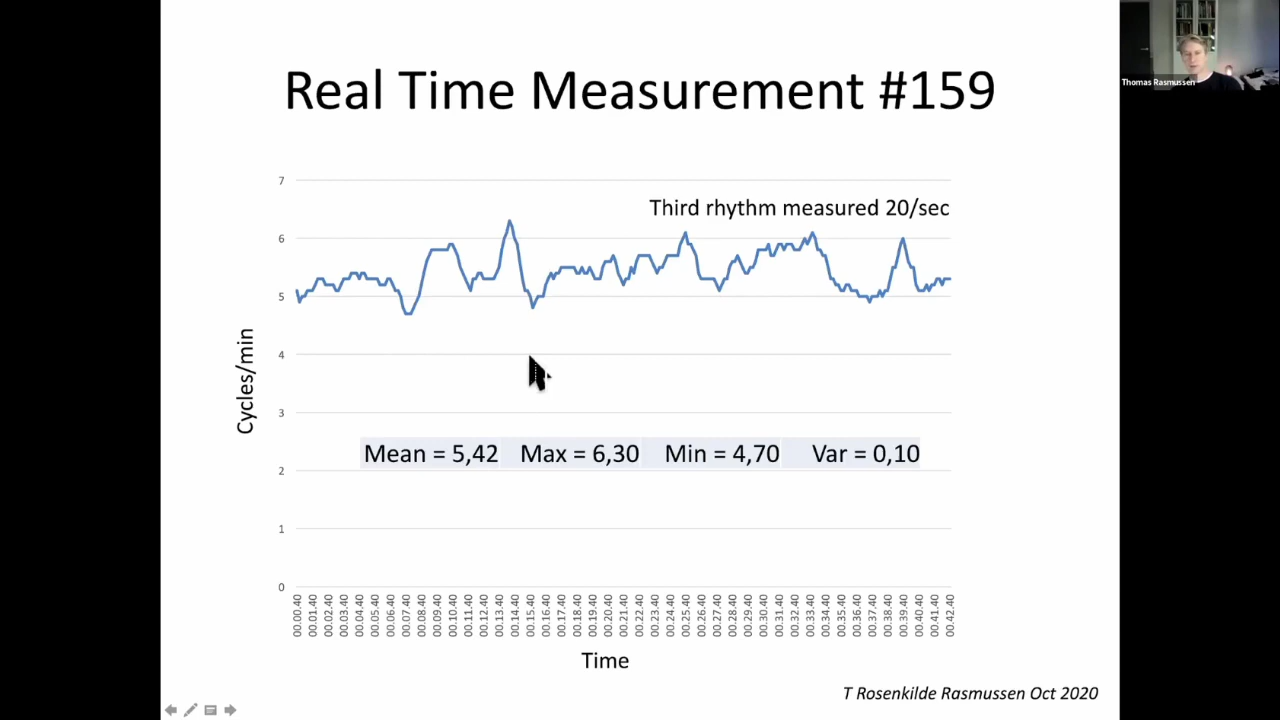 Real Time Measurement #159
Thomas Rasmussen
7
Third rhythm measured 20/sec
6
5
4
3
2
1
0
Cycles/min
Mean = 5,42 Max = 6,30 Min = 4,70 Var = 0,10
00.00.40 00.01.40 00.02.40 00.03.40 00.04.40 00.05.40 00.06.40 00.07.40 00.08.40 00.09.40 00.10.40 00.11.40 00.12.40 00.13.40 00.14.40 00.15.40 00.16.40 00.17.40 00.18.40 00.19.40 00.20.40 00.21.40 00.22.40 00.23.40 00.24.40 00.25.40 00.26.40 00.27.40 00.28.40 00.29.40 00.30.40 00.31.40 00.32.40 00.33.40 00.34.40 00.35.40 00.36.40 00.37.40 00.38.40 00.39.40 00.40.40 00.41.40 00.42.40
Time
T Rosenkilde Rasmussen Oct 2020